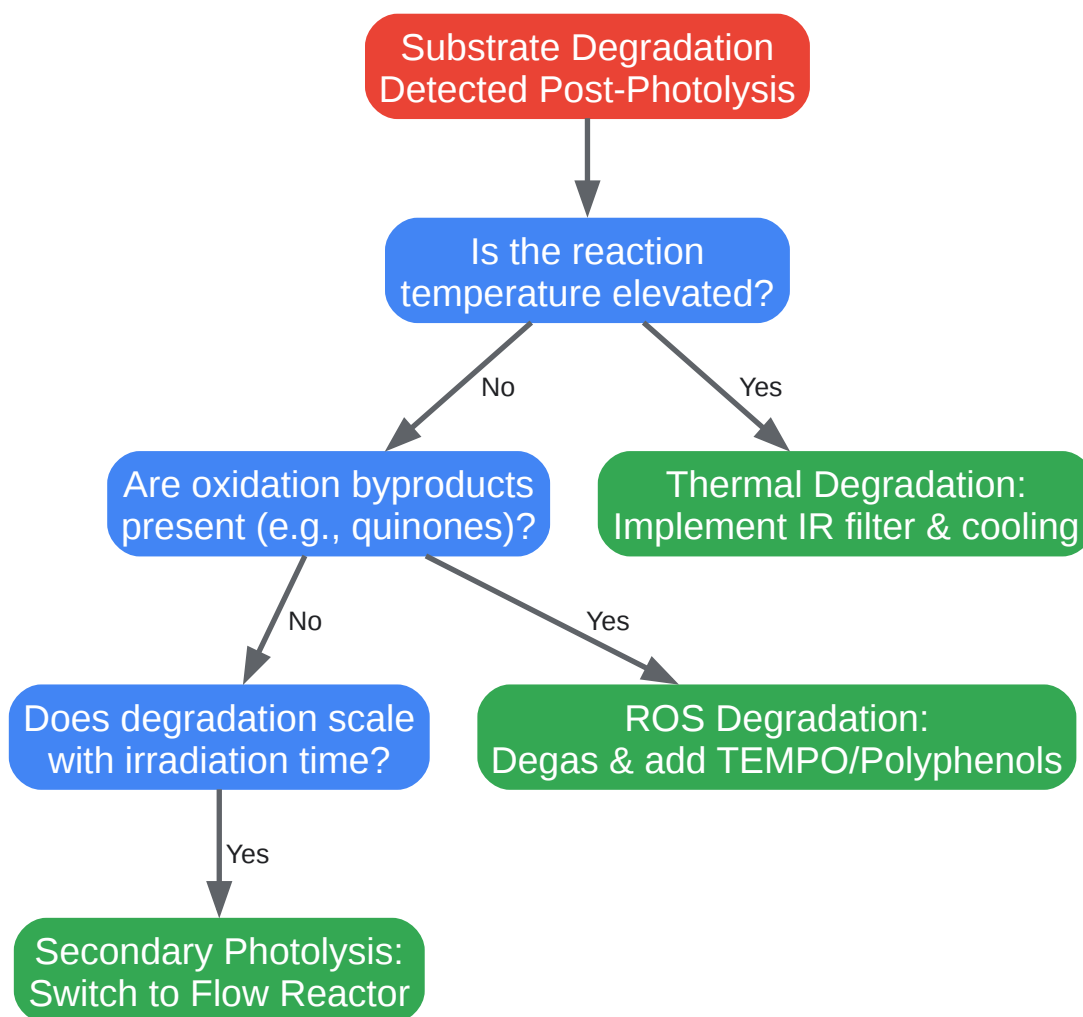 Substrate Degradation
Detected Post-Photolysis
Is the reaction
temperature elevated?
No
Yes
Are oxidation byproducts
present (e.g., quinones)?
Thermal Degradation:
Implement IR filter & cooling
No
Yes
Does degradation scale
with irradiation time?
ROS Degradation:
Degas & add TEMPO/Polyphenols
Yes
Secondary Photolysis:
Switch to Flow Reactor